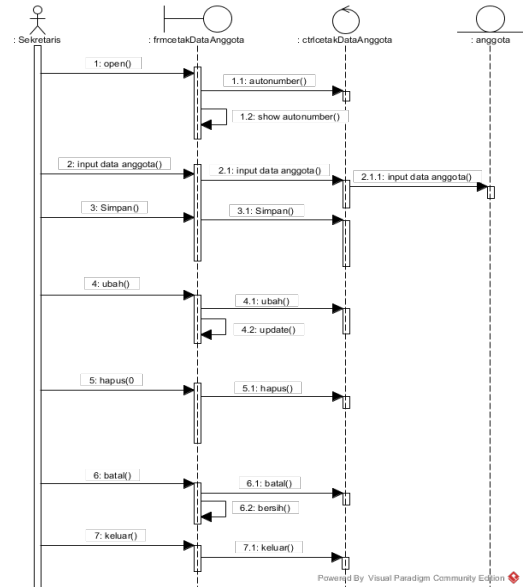 : Sekretaris
: frmcetakDataAnggota
: ctrlcetakDataAnggota
: anggota
1: open()
1.1: autonumber()
1.2: show autonumber()
2: input data anggota()
2.1: input data anggota()
2.1.1: input data anggota()
3: Simpan()
3.1: Simpan()
4: ubah()
4.1: ubah()
4.2: update()
5: hapus(0
5.1: hapus()
6: batal()
6.1: batal()
6.2: bersih()
7: keluar()
7.1: keluar()
Powered By Visual Paradigm Community Edition